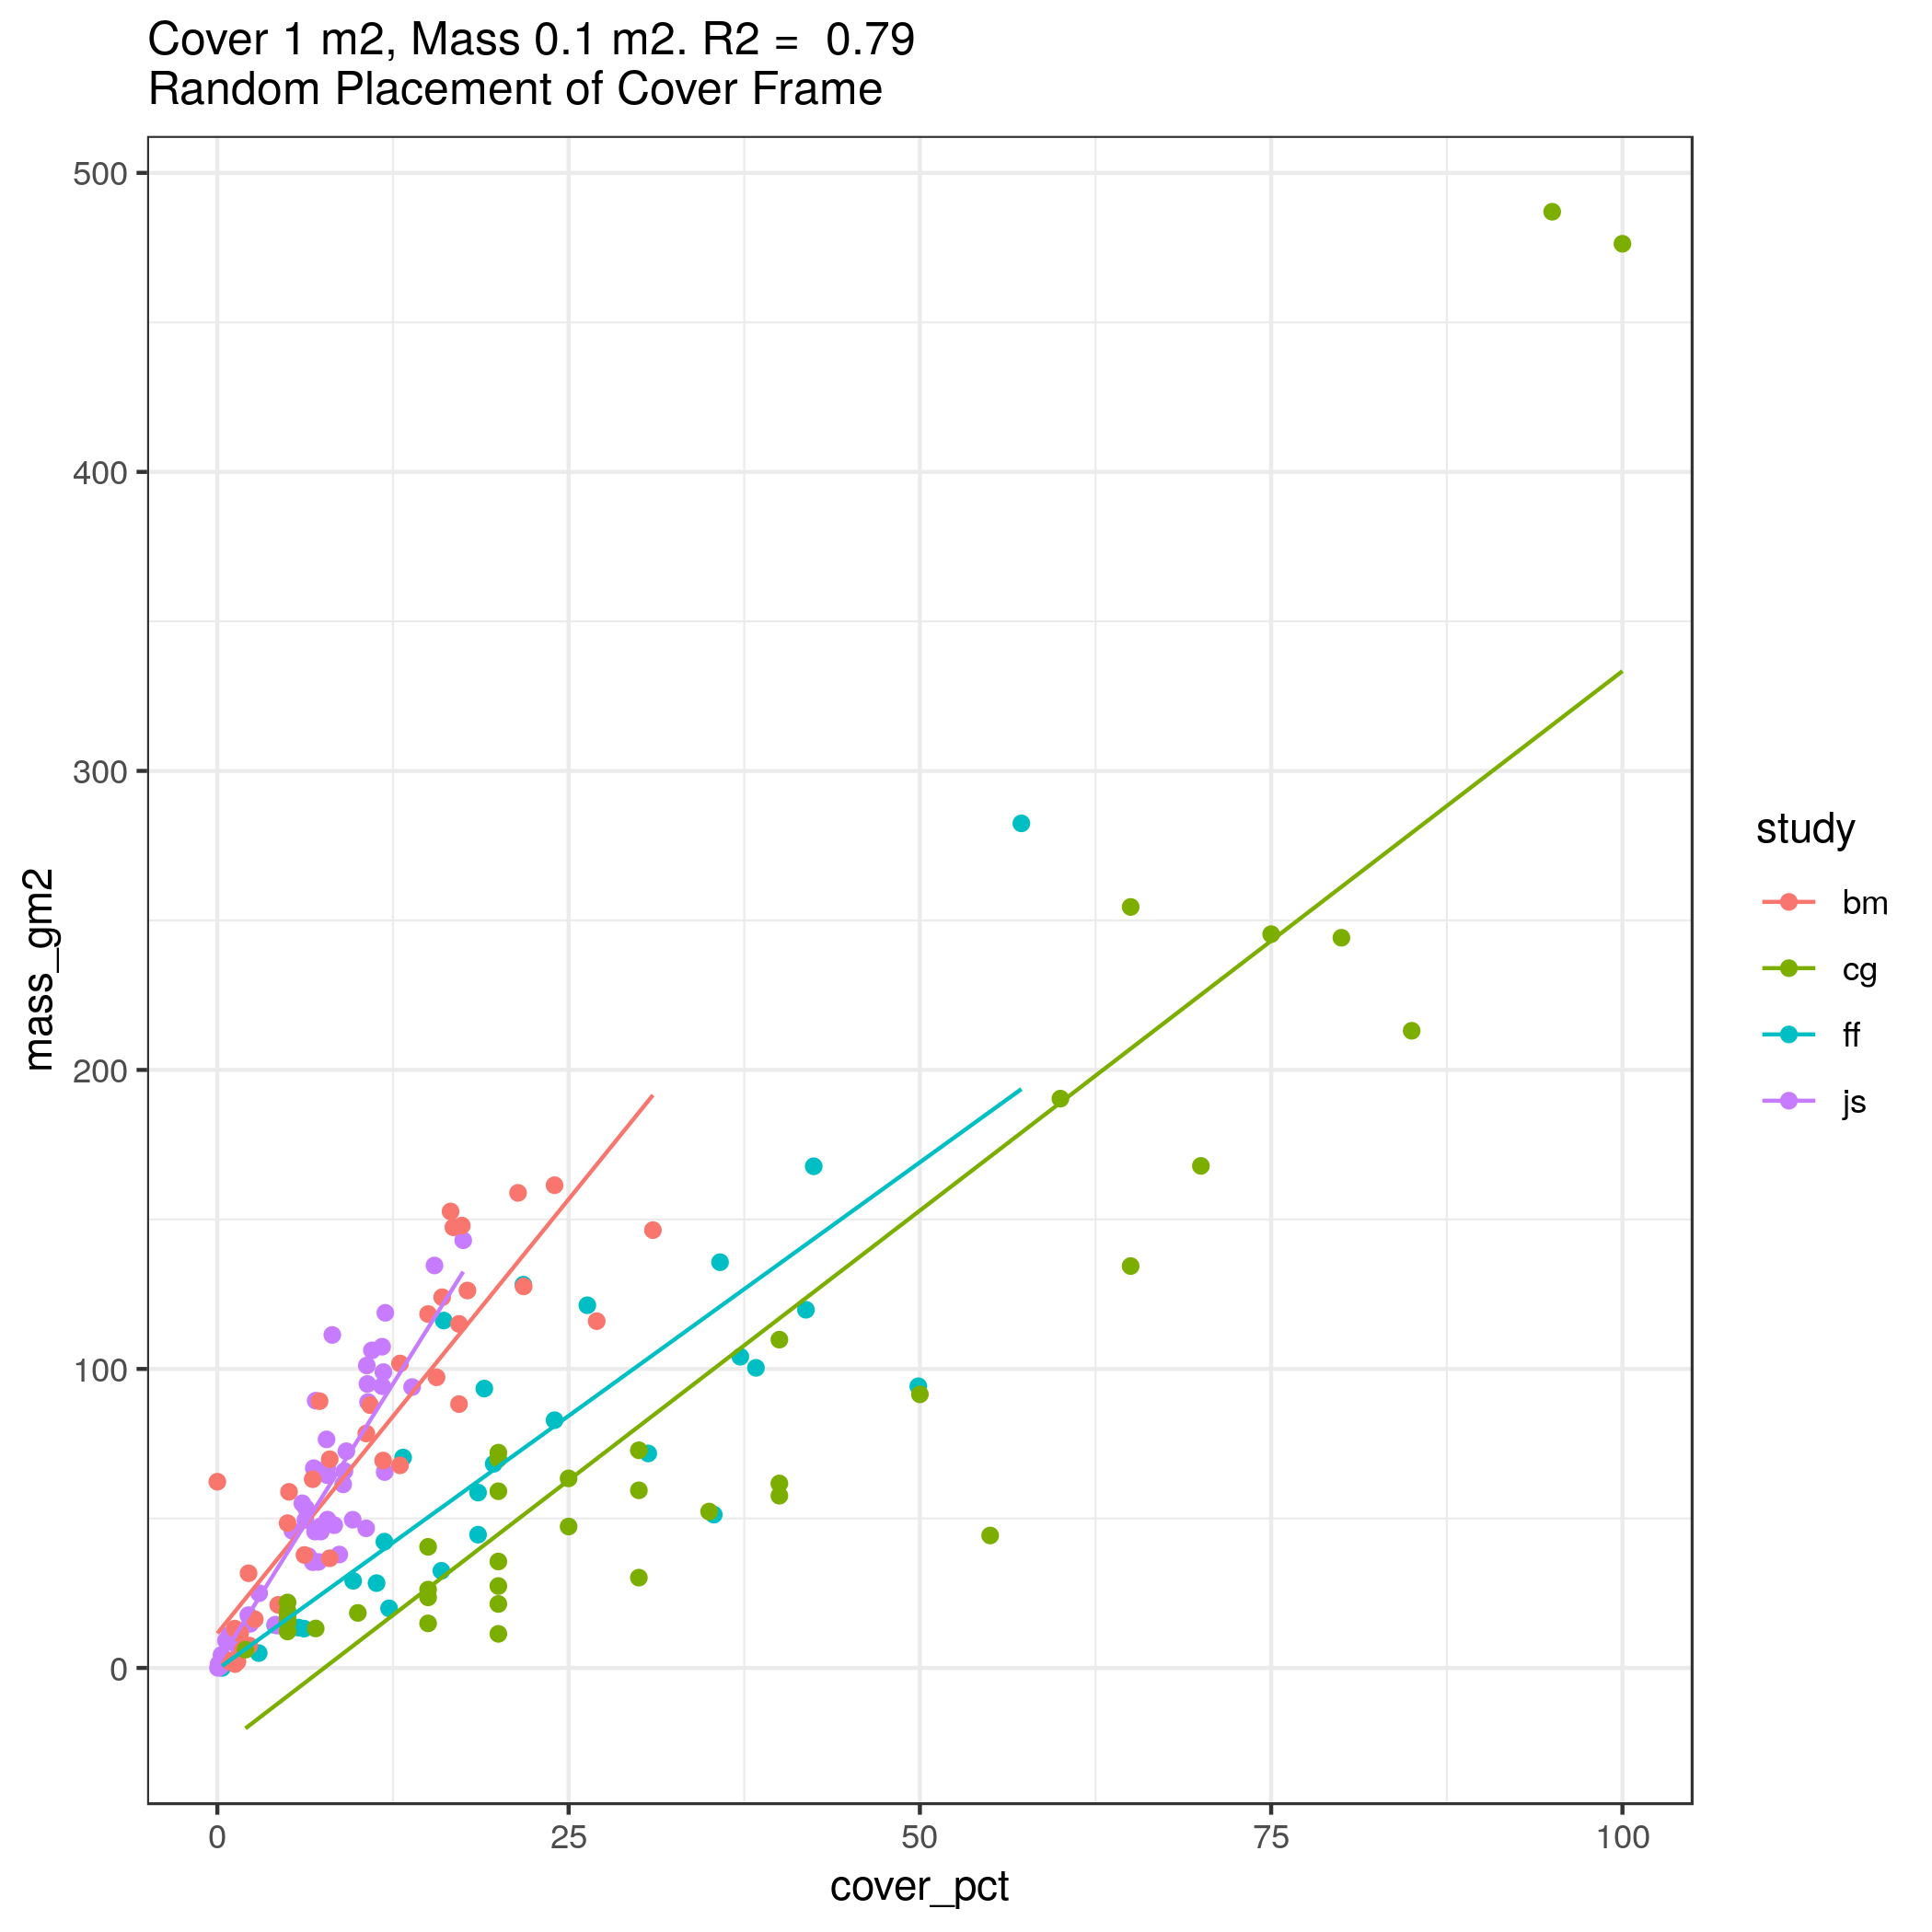 Cover 1 m2, Mass 0.1 m2. R2 =  0.79
Random Placement of Cover Frame
500
400
300
200
100
0
mass_gm2
0 25 50 75 100
cover_pct
study
bm
cg
ff
js